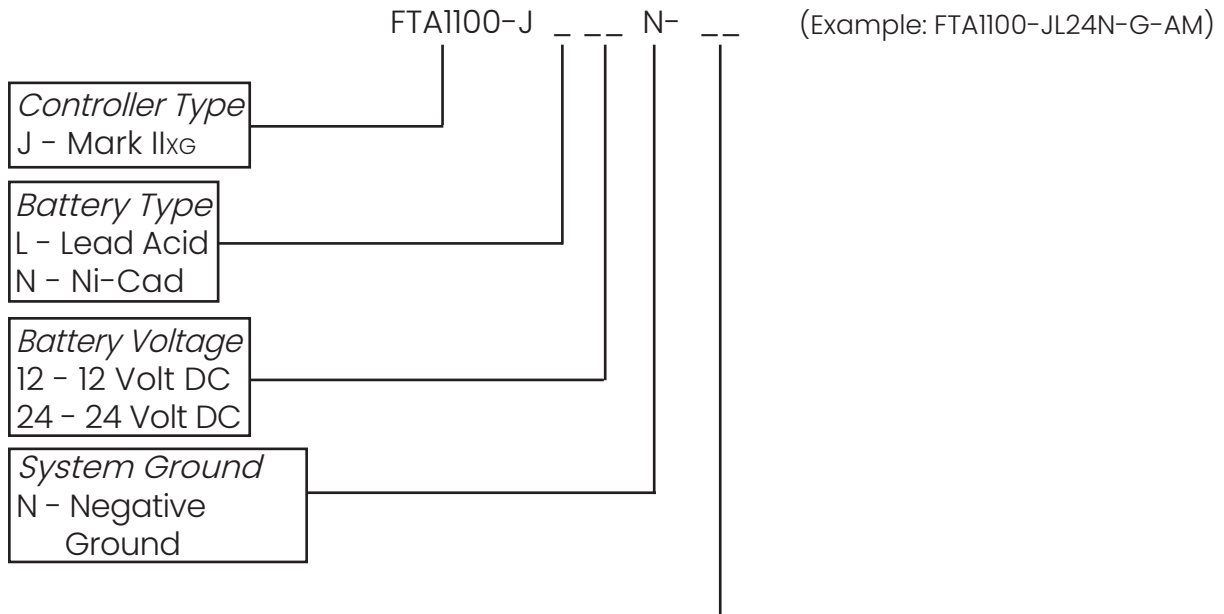 FTA1100-J _ __ N- __ (Example: FTA1100-JL24N-G-AM)
Controller Type
J - Mark IIXG
Battery Type
L - Lead Acid
N - Ni-Cad
Battery Voltage
12 - 12 Volt DC
24 - 24 Volt DC
System Ground
N - Negative
Ground